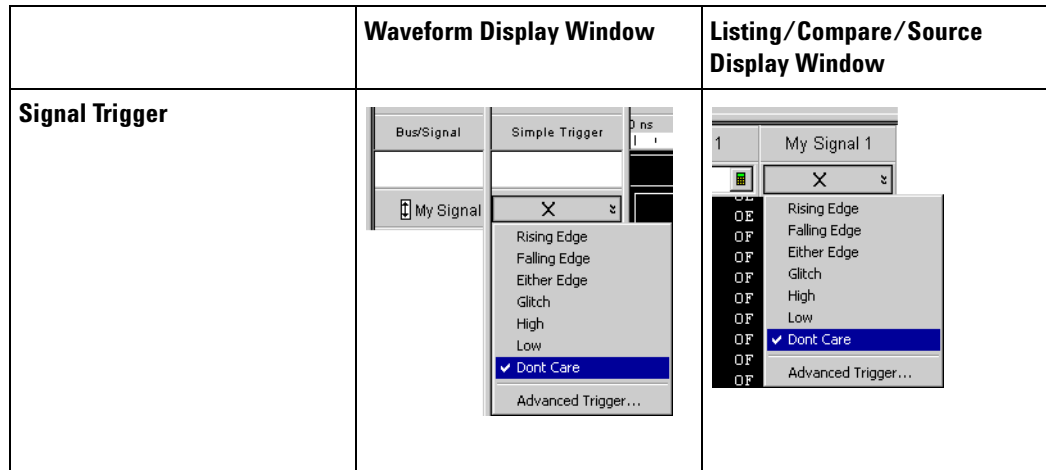 Waveform Display Window
Listing/Compare/Source
Display Window
Signal Trigger
Bus/Signal
Simple Trigger
0 ns
My Signal
X
Rising Edge
Falling Edge
Either Edge
Glitch
High
Low
Dont Care
Advanced Trigger...
1
My Signal 1
X
0E
0E
0F
0F
0F
0F
0F
0F
0F
0F
Rising Edge
Falling Edge
Either Edge
Glitch
High
Low
Dont Care
Advanced Trigger...